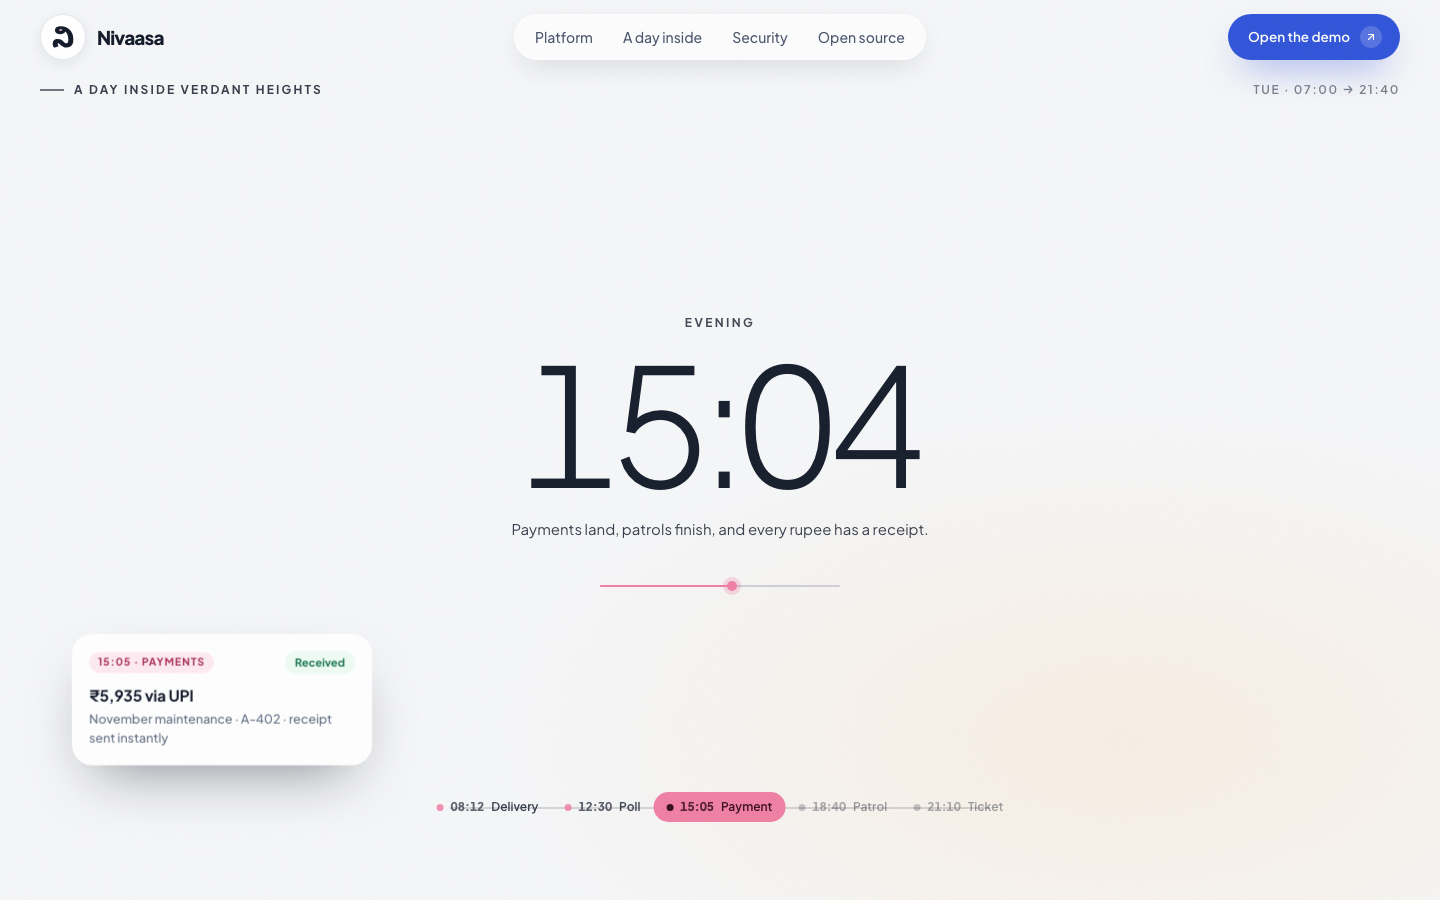 Nivaasa
Platform
A day inside
Security
Open source
Open the demo
A DAY INSIDE VERDANT HEIGHTS
TUE · 07:00 → 21:40
EVENING
15:04
Payments land, patrols finish, and every rupee has a receipt.
15:05 · PAYMENTS
Received
₹5,935 via UPI
November maintenance · A-402 · receipt
sent instantly
08:12 Delivery
12:30 Poll
15:05 Payment
18:40 Patrol
21:10 Ticket